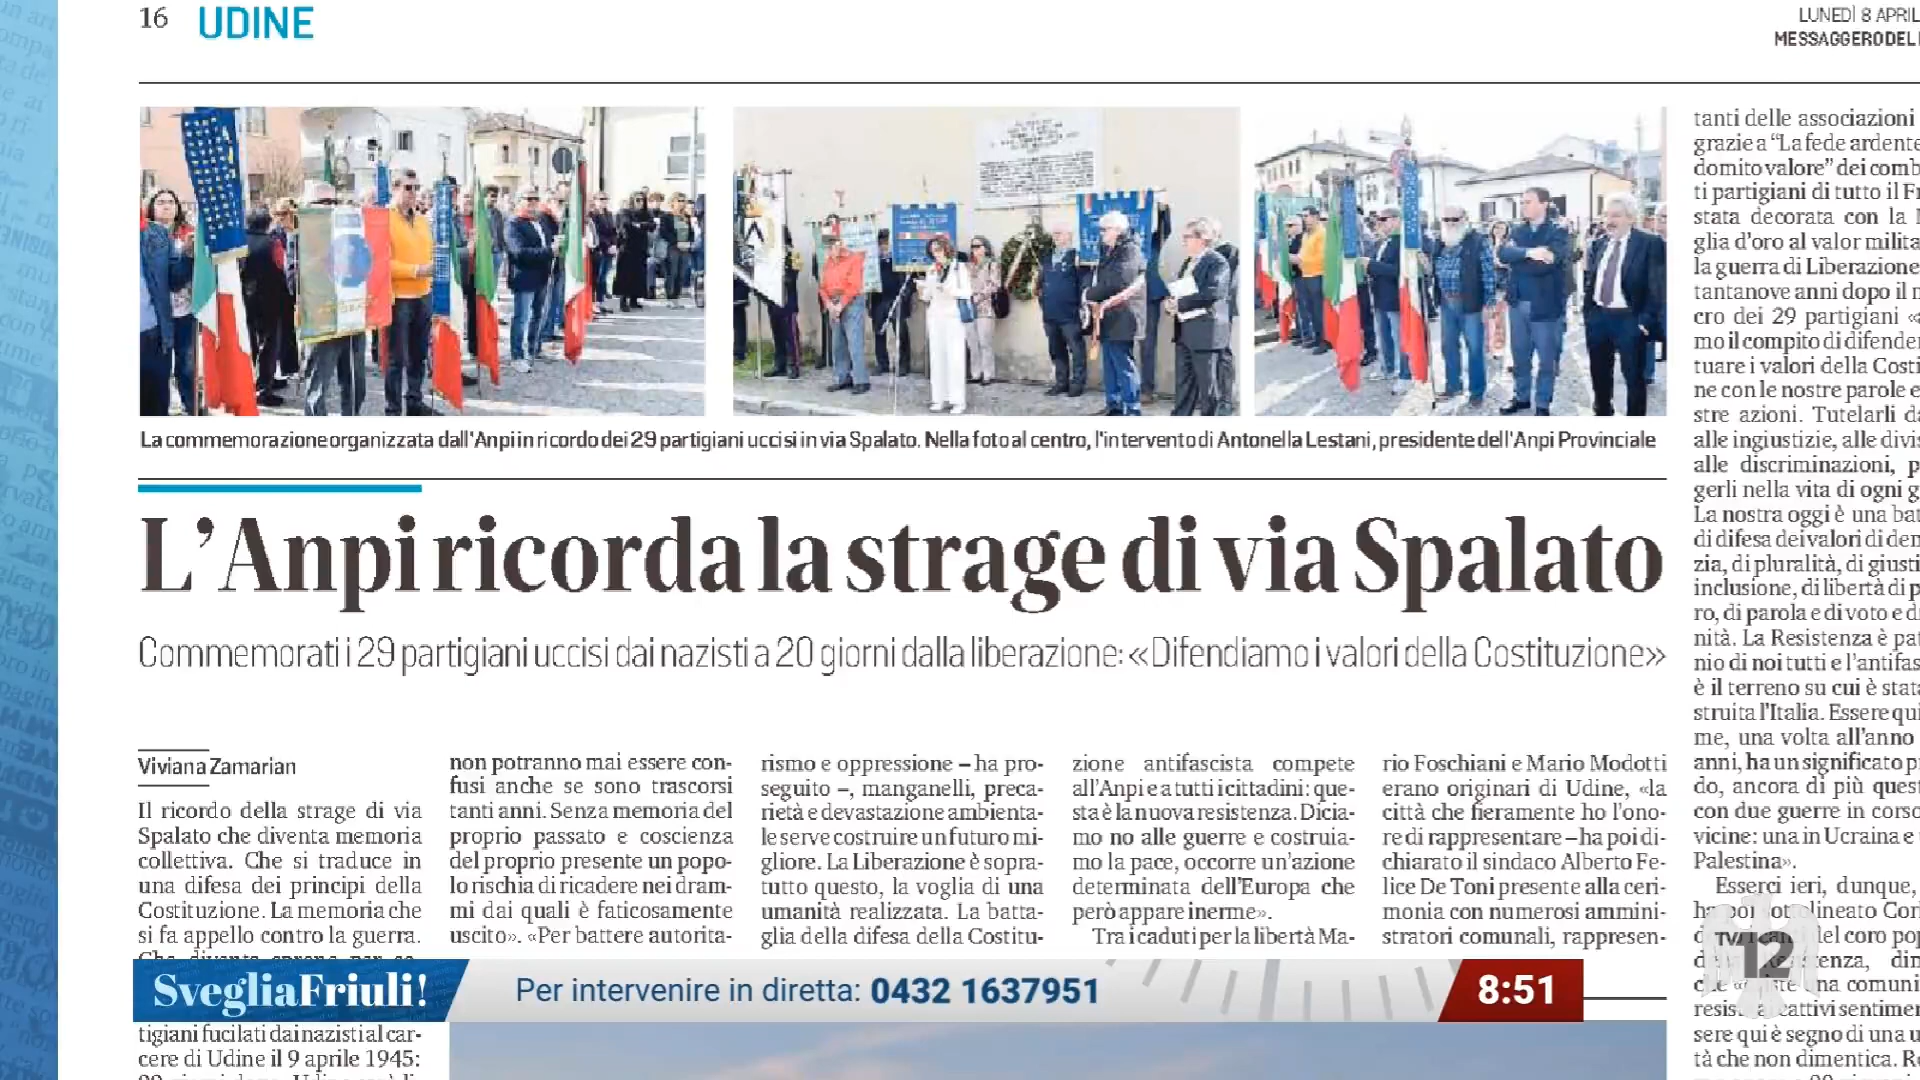 16 UDINE
LUNEDÌ 8 APRIL
MESSAGGERO DEL
La commemorazione organizzata dall'Anpi in ricordo dei 29 partigiani uccisi in via Spalato. Nella foto al centro, l'intervento di Antonella Lestani, presidente dell'Anpi Provinciale
L'Anpi ricorda la strage di via Spalato
Commemorati i 29 partigiani uccisi dai nazisti a 20 giorni dalla liberazione: «Difendiamo i valori della Costituzione»
Viviana Zamarian
Il ricordo della strage di via
Spalato che diventa memoria
collettiva. Che si traduce in
una difesa dei principi della
Costituzione. La memoria che
si fa appello contro la guerra.
tigiani fucilati dai nazisti al car-
cere di Udine il 9 aprile 1945:
non potranno mai essere con-
fusi anche se sono trascorsi
tanti anni. Senza memoria del
proprio passato e coscienza
del proprio presente un popo-
lo rischia di ricadere nei dram-
mi dai quali è faticosamente
uscito». «Per battere autorita-
rismo e oppressione – ha pro-
seguito –, manganelli, preca-
rietà e devastazione ambienta-
le serve costruire un futuro mi-
gliore. La Liberazione è sopra-
tutto questo, la voglia di una
umanità realizzata. La batta-
glia della difesa della Costitu-
zione antifascista compete
all'Anpi e a tutti i cittadini: que-
sta è la nuova resistenza. Dicia-
mo no alle guerre e costruia-
mo la pace, occorre un'azione
determinata dell'Europa che
però appare inerme».
Tra i caduti per la libertà Ma-
rio Foschiani e Mario Modotti
erano originari di Udine, «la
città che fieramente ho l'ono-
re di rappresentare – ha poi di-
chiarato il sindaco Alberto Fe-
lice De Toni presente alla ceri-
monia con numerosi ammini-
stratori comunali, rappresen-
tanti delle associazioni
grazie a "La fede ardente
domito valore" dei comb
ti partigiani di tutto il Fr
stata decorata con la
glia d'oro al valor milita
la guerra di Liberazione
tantanove anni dopo il m
cro dei 29 partigiani «
mo il compito di difender
tuare i valori della Costi
ne con le nostre parole e
stre azioni. Tutelarli da
alle ingiustizie, alle divis
alle discriminazioni, p
gerli nella vita di ogni g
La nostra oggi è una bat
di difesa dei valori di dem
zia, di pluralità, di giusti
inclusione, di libertà di p
ro, di parola e di voto e di
nità. La Resistenza è pat
nio di noi tutti e l'antifas
è il terreno su cui è stata
struita l'Italia. Essere qui
me, una volta all'anno
anni, ha un significato p
do, ancora di più quest
con due guerre in corso
vicine: una in Ucraina e
Palestina».
Esserci ieri, dunque,
ha poi sottolineato Cor
del coro pop
una comuni
cattivi sentimen
sere qui è segno di una u
tà che non dimentica. R
SvegliaFriuli!
Per intervenire in diretta: 0432 1637951
8:51
TV 12